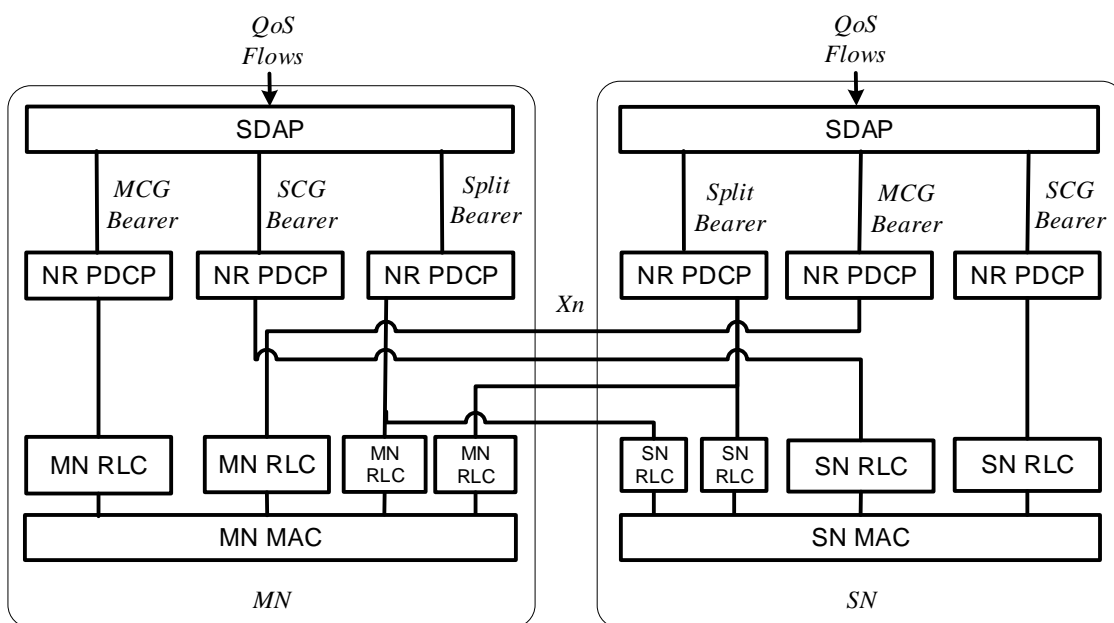 QoS
Flows
QoS
Flows
SDAP
SDAP
MCG
Bearer
SCG
Bearer
Split
Bearer
Split
Bearer
MCG
Bearer
SCG
Bearer
NR PDCP
NR PDCP
NR PDCP
NR PDCP
NR PDCP
NR PDCP
Xn
MN RLC
MN RLC
MN
RLC
MN
RLC
SN
RLC
SN
RLC
SN RLC
SN RLC
MN MAC
SN MAC
MN
SN